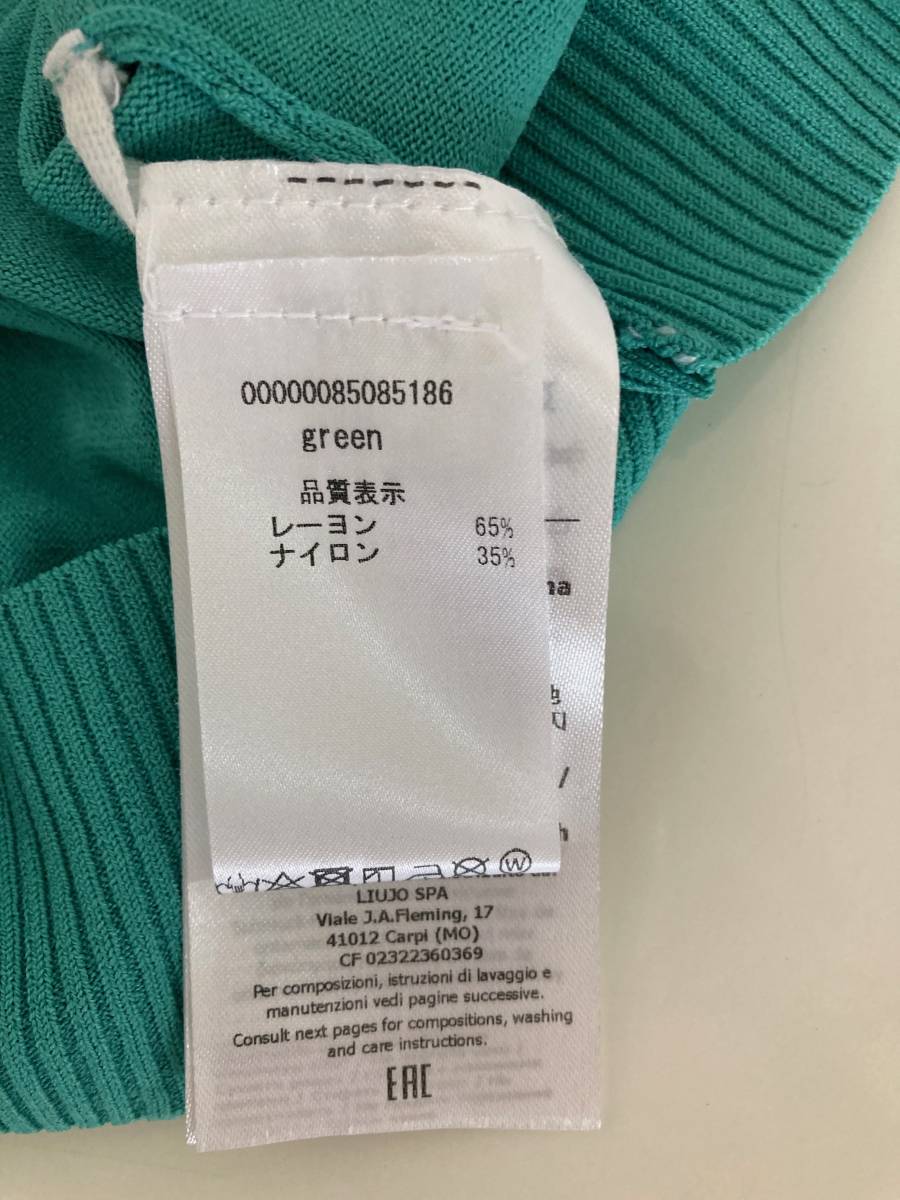 00000085085186
green
品質表示
レーヨン 65%
ナイロン 35%
W
LIUJO SPA
Viale J.A.Fleming, 17
41012 Carpi (MO)
CF 02322360369
Per composizioni, istruzioni di lavaggio e
manutenzioni vedi pagine successive.
Consult next pages for compositions, washing
and care instructions.
EAC